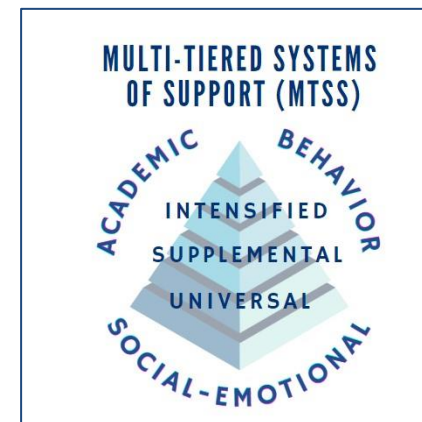 MULTI-TIERED SYSTEMS
OF SUPPORT (MTSS)
ACADEMIC
BEHAVIOR
INTENSIFIED
SUPPLEMENTAL
UNIVERSAL
SOCIAL-EMOTIONAL